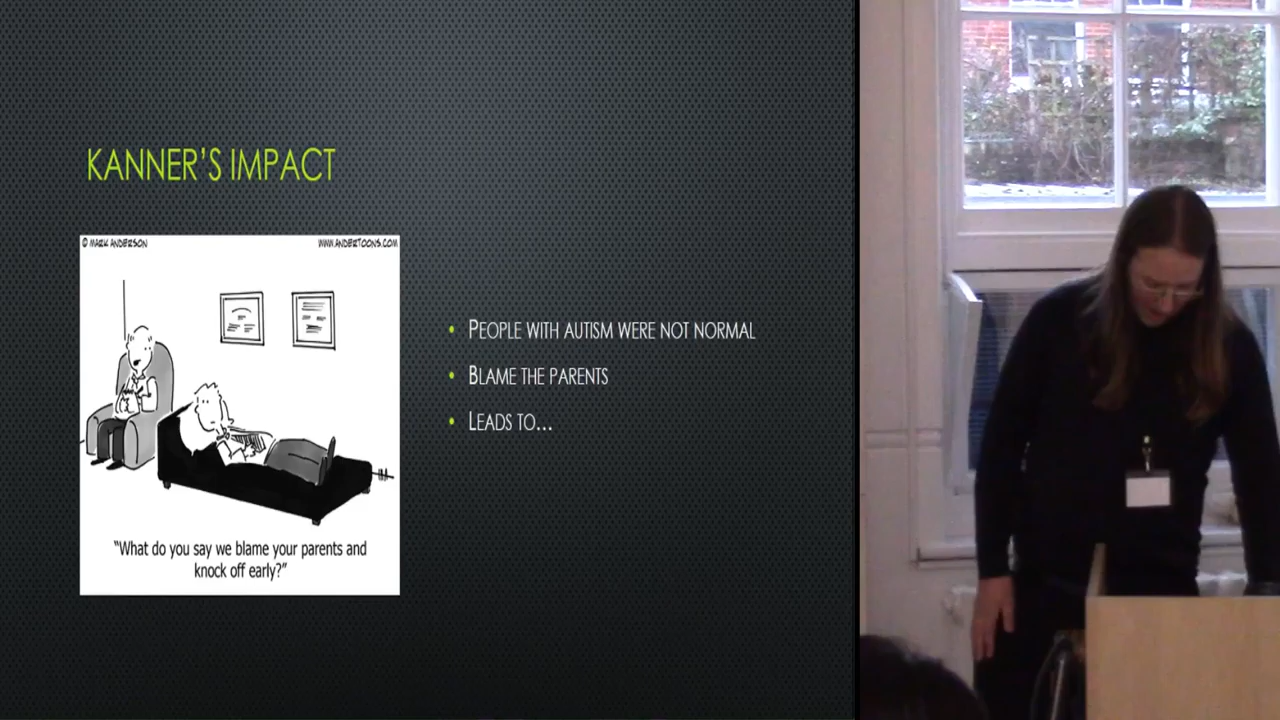 KANNER'S IMPACT
© MARK ANDERSON
WWW.ANDERTOONS.COM
"What do you say we blame your parents and
knock off early?"
• PEOPLE WITH AUTISM WERE NOT NORMAL
• BLAME THE PARENTS
• LEADS TO...